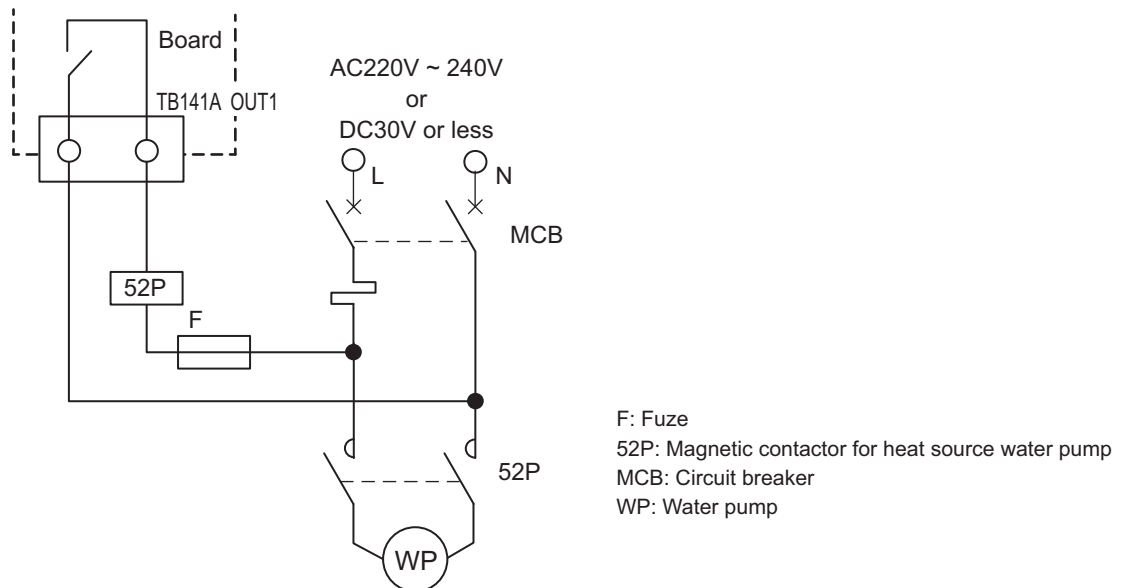 Board
TB141A OUT1
AC220V ~ 240V
or
DC30V or less
L
N
MCB
52P
F
52P
WP
F: Fuze
52P: Magnetic contactor for heat source water pump
MCB: Circuit breaker
WP: Water pump